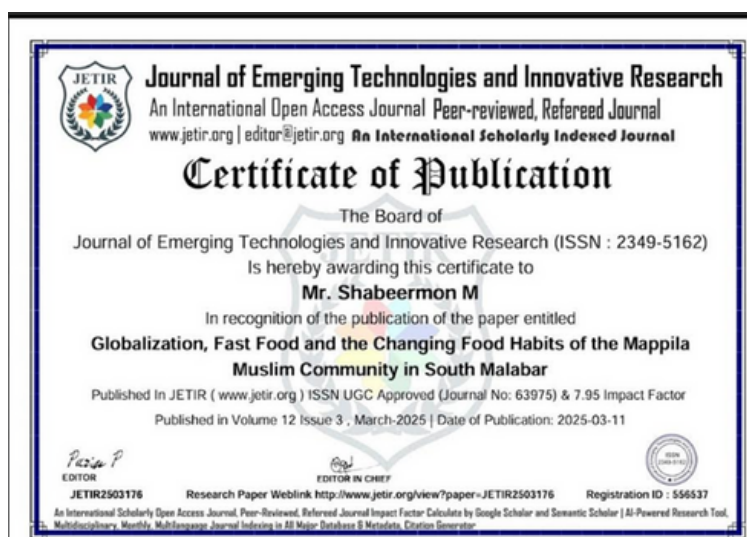 JETIR
Journal of Emerging Technologies and Innovative Research
An International Open Access Journal Peer-reviewed, Refereed Journal
www.jetir.org | editor@jetir.org An International Scholarly Indexed Journal
Certificate of Publication
The Board of
Journal of Emerging Technologies and Innovative Research (ISSN : 2349-5162)
Is hereby awarding this certificate to
Mr. Shabeermon M
In recognition of the publication of the paper entitled
Globalization, Fast Food and the Changing Food Habits of the Mappila
Muslim Community in South Malabar
Published In JETIR ( www.jetir.org ) ISSN UGC Approved (Journal No: 63975) & 7.95 Impact Factor
Published in Volume 12 Issue 3 , March-2025 | Date of Publication: 2025-03-11
EDITOR
EDITOR IN CHIEF
ISSN
2349-5162
JETIR2503176 Research Paper Weblink http://www.jetir.org/view?paper=JETIR2503176 Registration ID : 556537
An International Scholarly Open Access Journal, Peer-Reviewed, Refereed Journal Impact Factor Calculate by Google Scholar and Semantic Scholar | AI-Powered Research Tool,
Multidisciplinary, Monthly, Multilanguage Journal Indexing in All Major Database & Metadata, Citation Generator